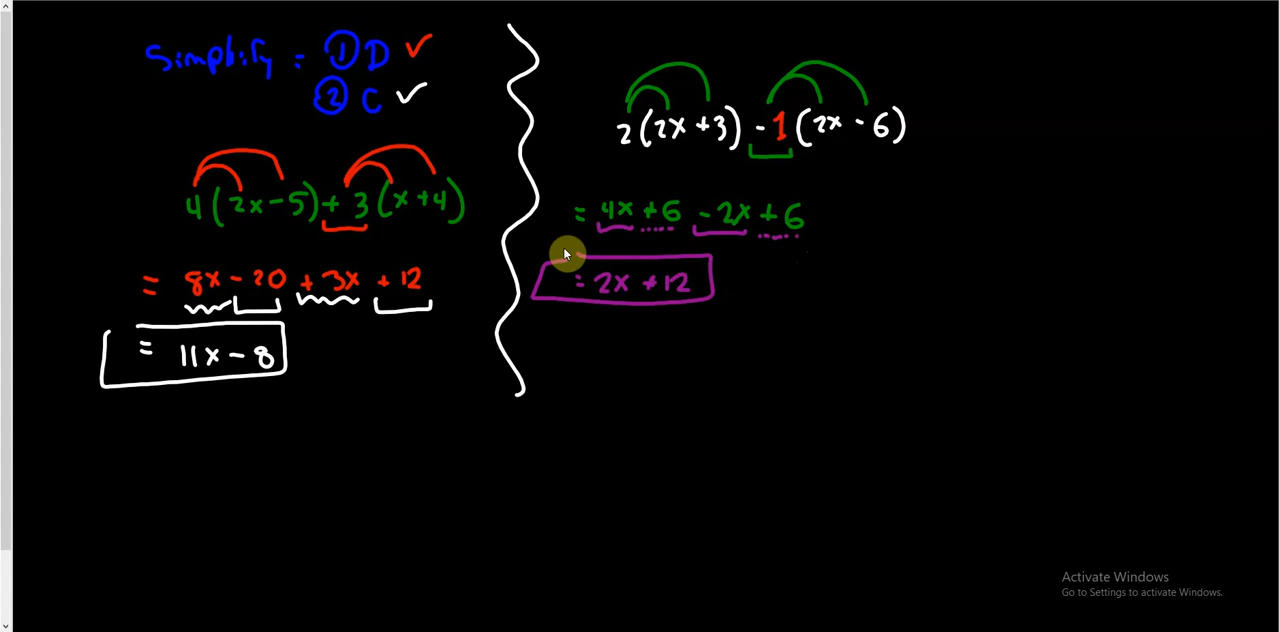 Simplify = ① D ✓
② C ✓
4(2x - 5) + 3(x + 4)
= 8x - 20 + 3x + 12
= 11x - 8
2(2x + 3) - 1(2x - 6)
= 4x + 6 - 2x + 6
= 2x + 12
Activate Windows
Go to Settings to activate Windows.